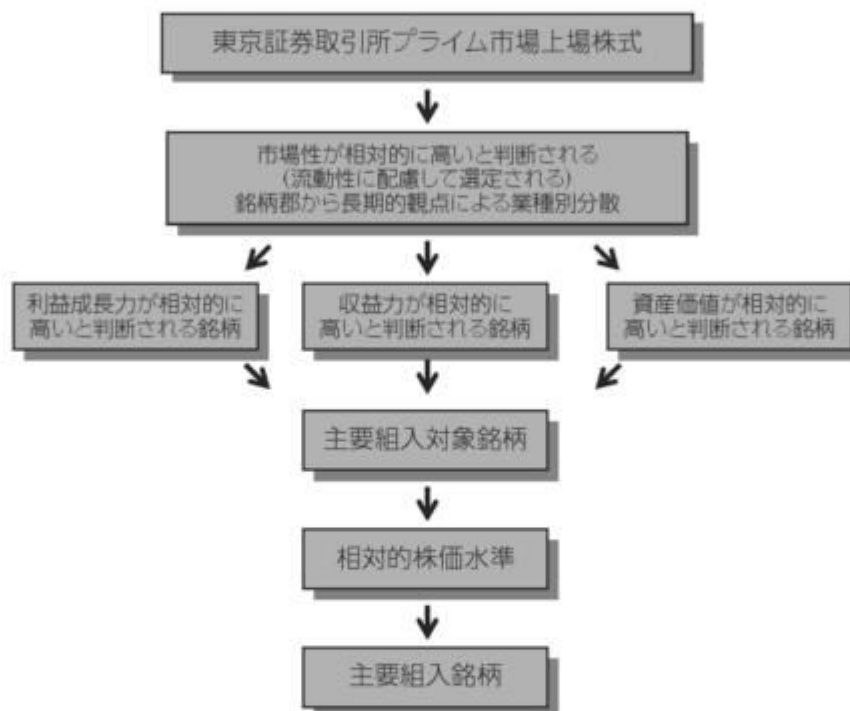 東京証券取引所プライム市場上場株式
市場性が相対的に高いと判断される
(流動性に配慮して選定される)
銘柄郡から長期的観点による業種別分散
利益成長力が相対的に
高いと判断される銘柄
収益力が相対的に
高いと判断される銘柄
資産価値が相対的に
高いと判断される銘柄
主要組入対象銘柄
相対的株価水準
主要組入銘柄